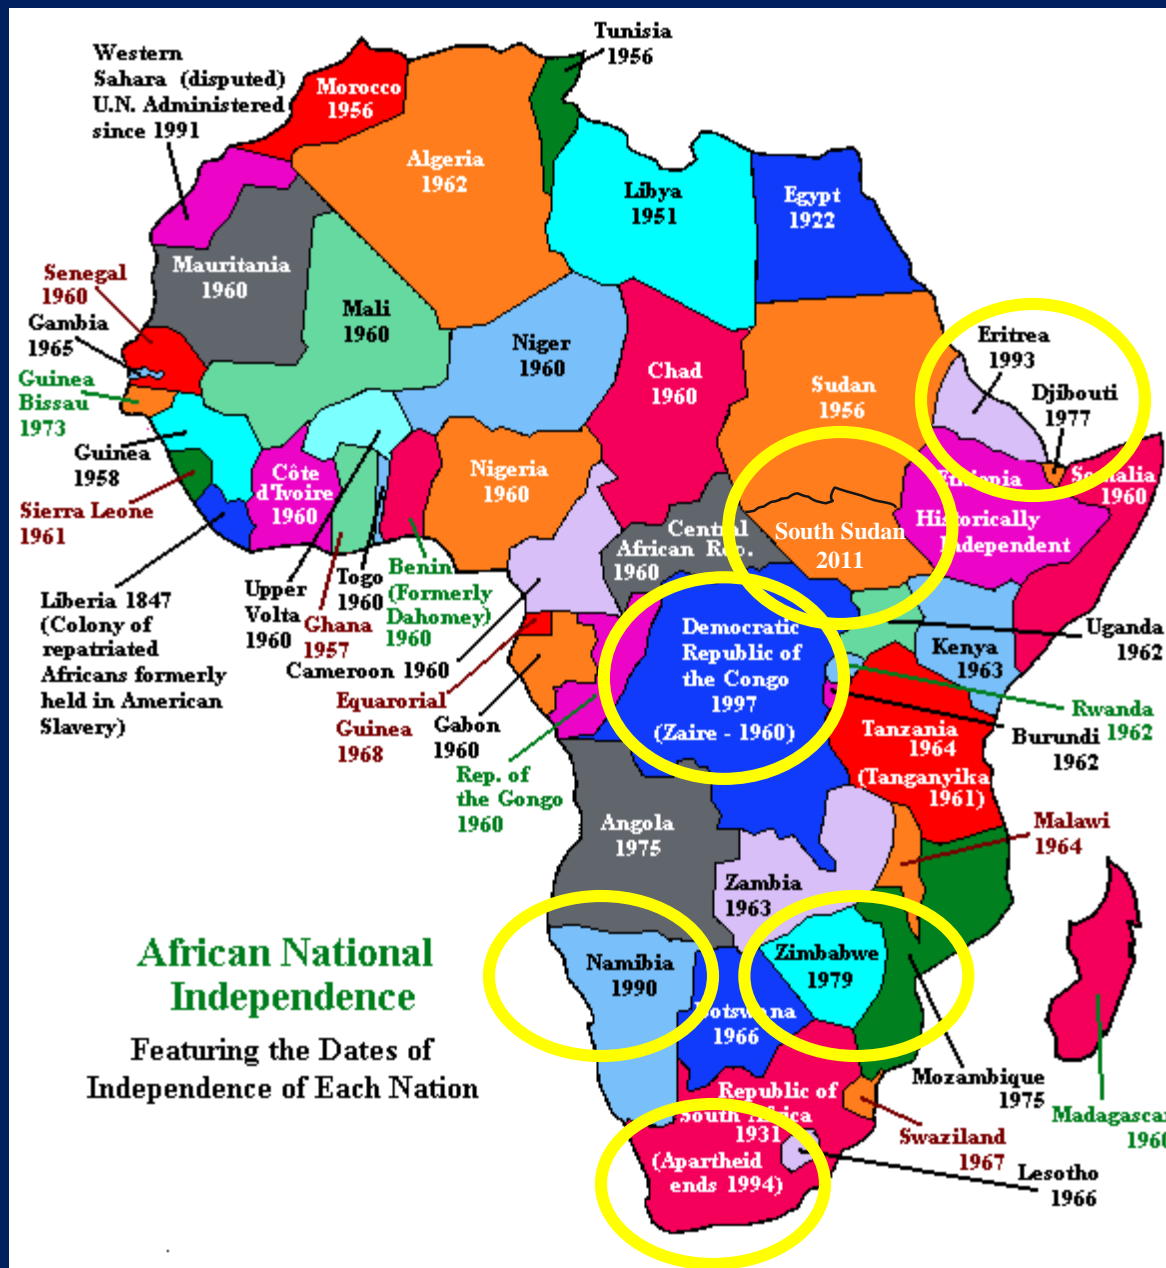 Tunisia
1956
Western
Sahara (disputed)
U.N. Administered
since 1991
Morocco
1956
Algeria
1962
Libya
1951
Egypt
1922
Mauritania
1960
Senegal
1960
Gambia
1965
Guinea
Bissau
1973
Guinea
1958
Sierra Leone
1961
Mali
1960
Niger
1960
Chad
1960
Sudan
1956
Eritrea
1993
Djibouti
1977
Ethiopia
Historically
Independent
Somalia
1960
Côte
d'Ivoire
1960
Nigeria
1960
Central
African Rep.
1960
South Sudan
2011
Liberia 1847
(Colony of
repatriated
Africans formerly
held in American
Slavery)
Upper
Volta
1960
Ghana
1957
Togo
1960
Benin
(Formerly
Dahomey)
1960
Cameroon 1960
Equarorial
Guinea
1968
Gabon
1960
Rep. of
the Gongo
1960
Democratic
Republic of
the Congo
1997
(Zaire - 1960)
Uganda
1962
Kenya
1963
Rwanda
1962
Burundi
1962
Tanzania
1964
(Tanganyika
1961)
Angola
1975
Zambia
1963
Malawi
1964
Namibia
1990
Zimbabwe
1979
Botswana
1966
Mozambique
1975
Madagascar
1960
Republic of
South Africa
1931
(Apartheid
ends 1994)
Swaziland
1967
Lesotho
1966
African National
Independence
Featuring the Dates of
Independence of Each Nation